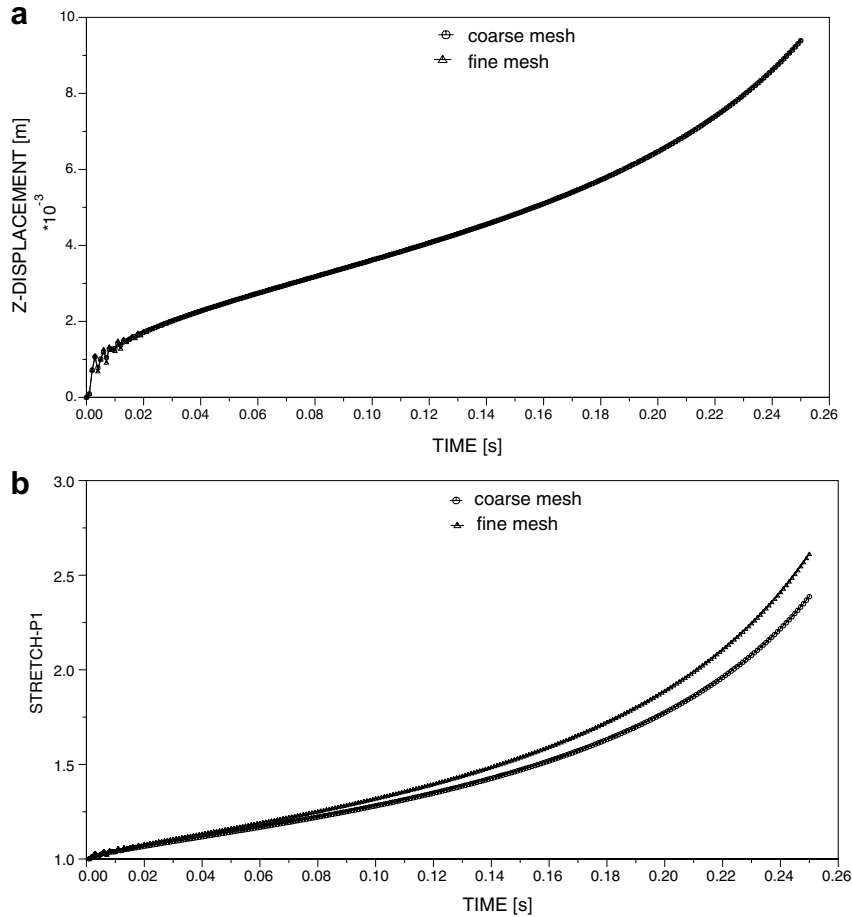 a
10.
coarse mesh
fine mesh
8.
6.
4.
2.
0.
Z-DISPLACEMENT [m]
*10-3
0.00 0.02 0.04 0.06 0.08 0.10 0.12 0.14 0.16 0.18 0.20 0.22 0.24 0.26
TIME [s]
b
3.0
coarse mesh
fine mesh
2.5
2.0
1.5
1.0
STRETCH-P1
0.00 0.02 0.04 0.06 0.08 0.10 0.12 0.14 0.16 0.18 0.20 0.22 0.24 0.26
TIME [s]